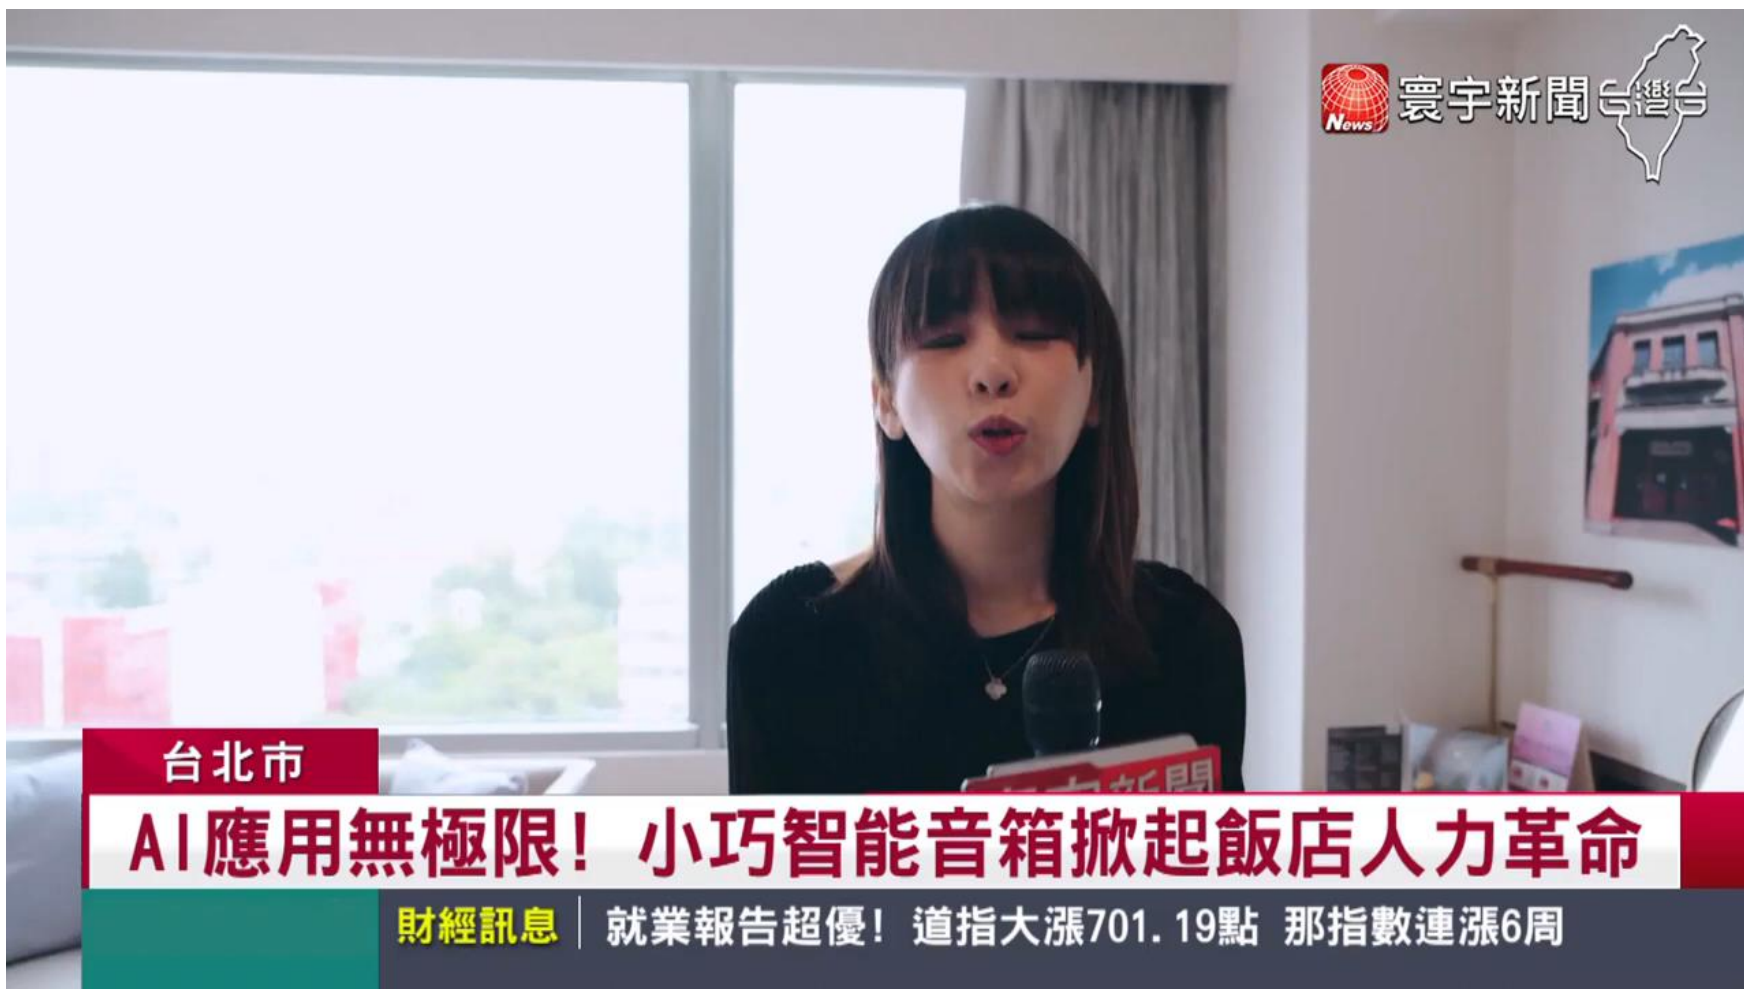 News
寰宇新聞
台灣台
台北市
AI應用無極限! 小巧智能音箱掀起飯店人力革命
財經訊息
就業報告超優! 道指大漲701.19點 那指數連漲6周